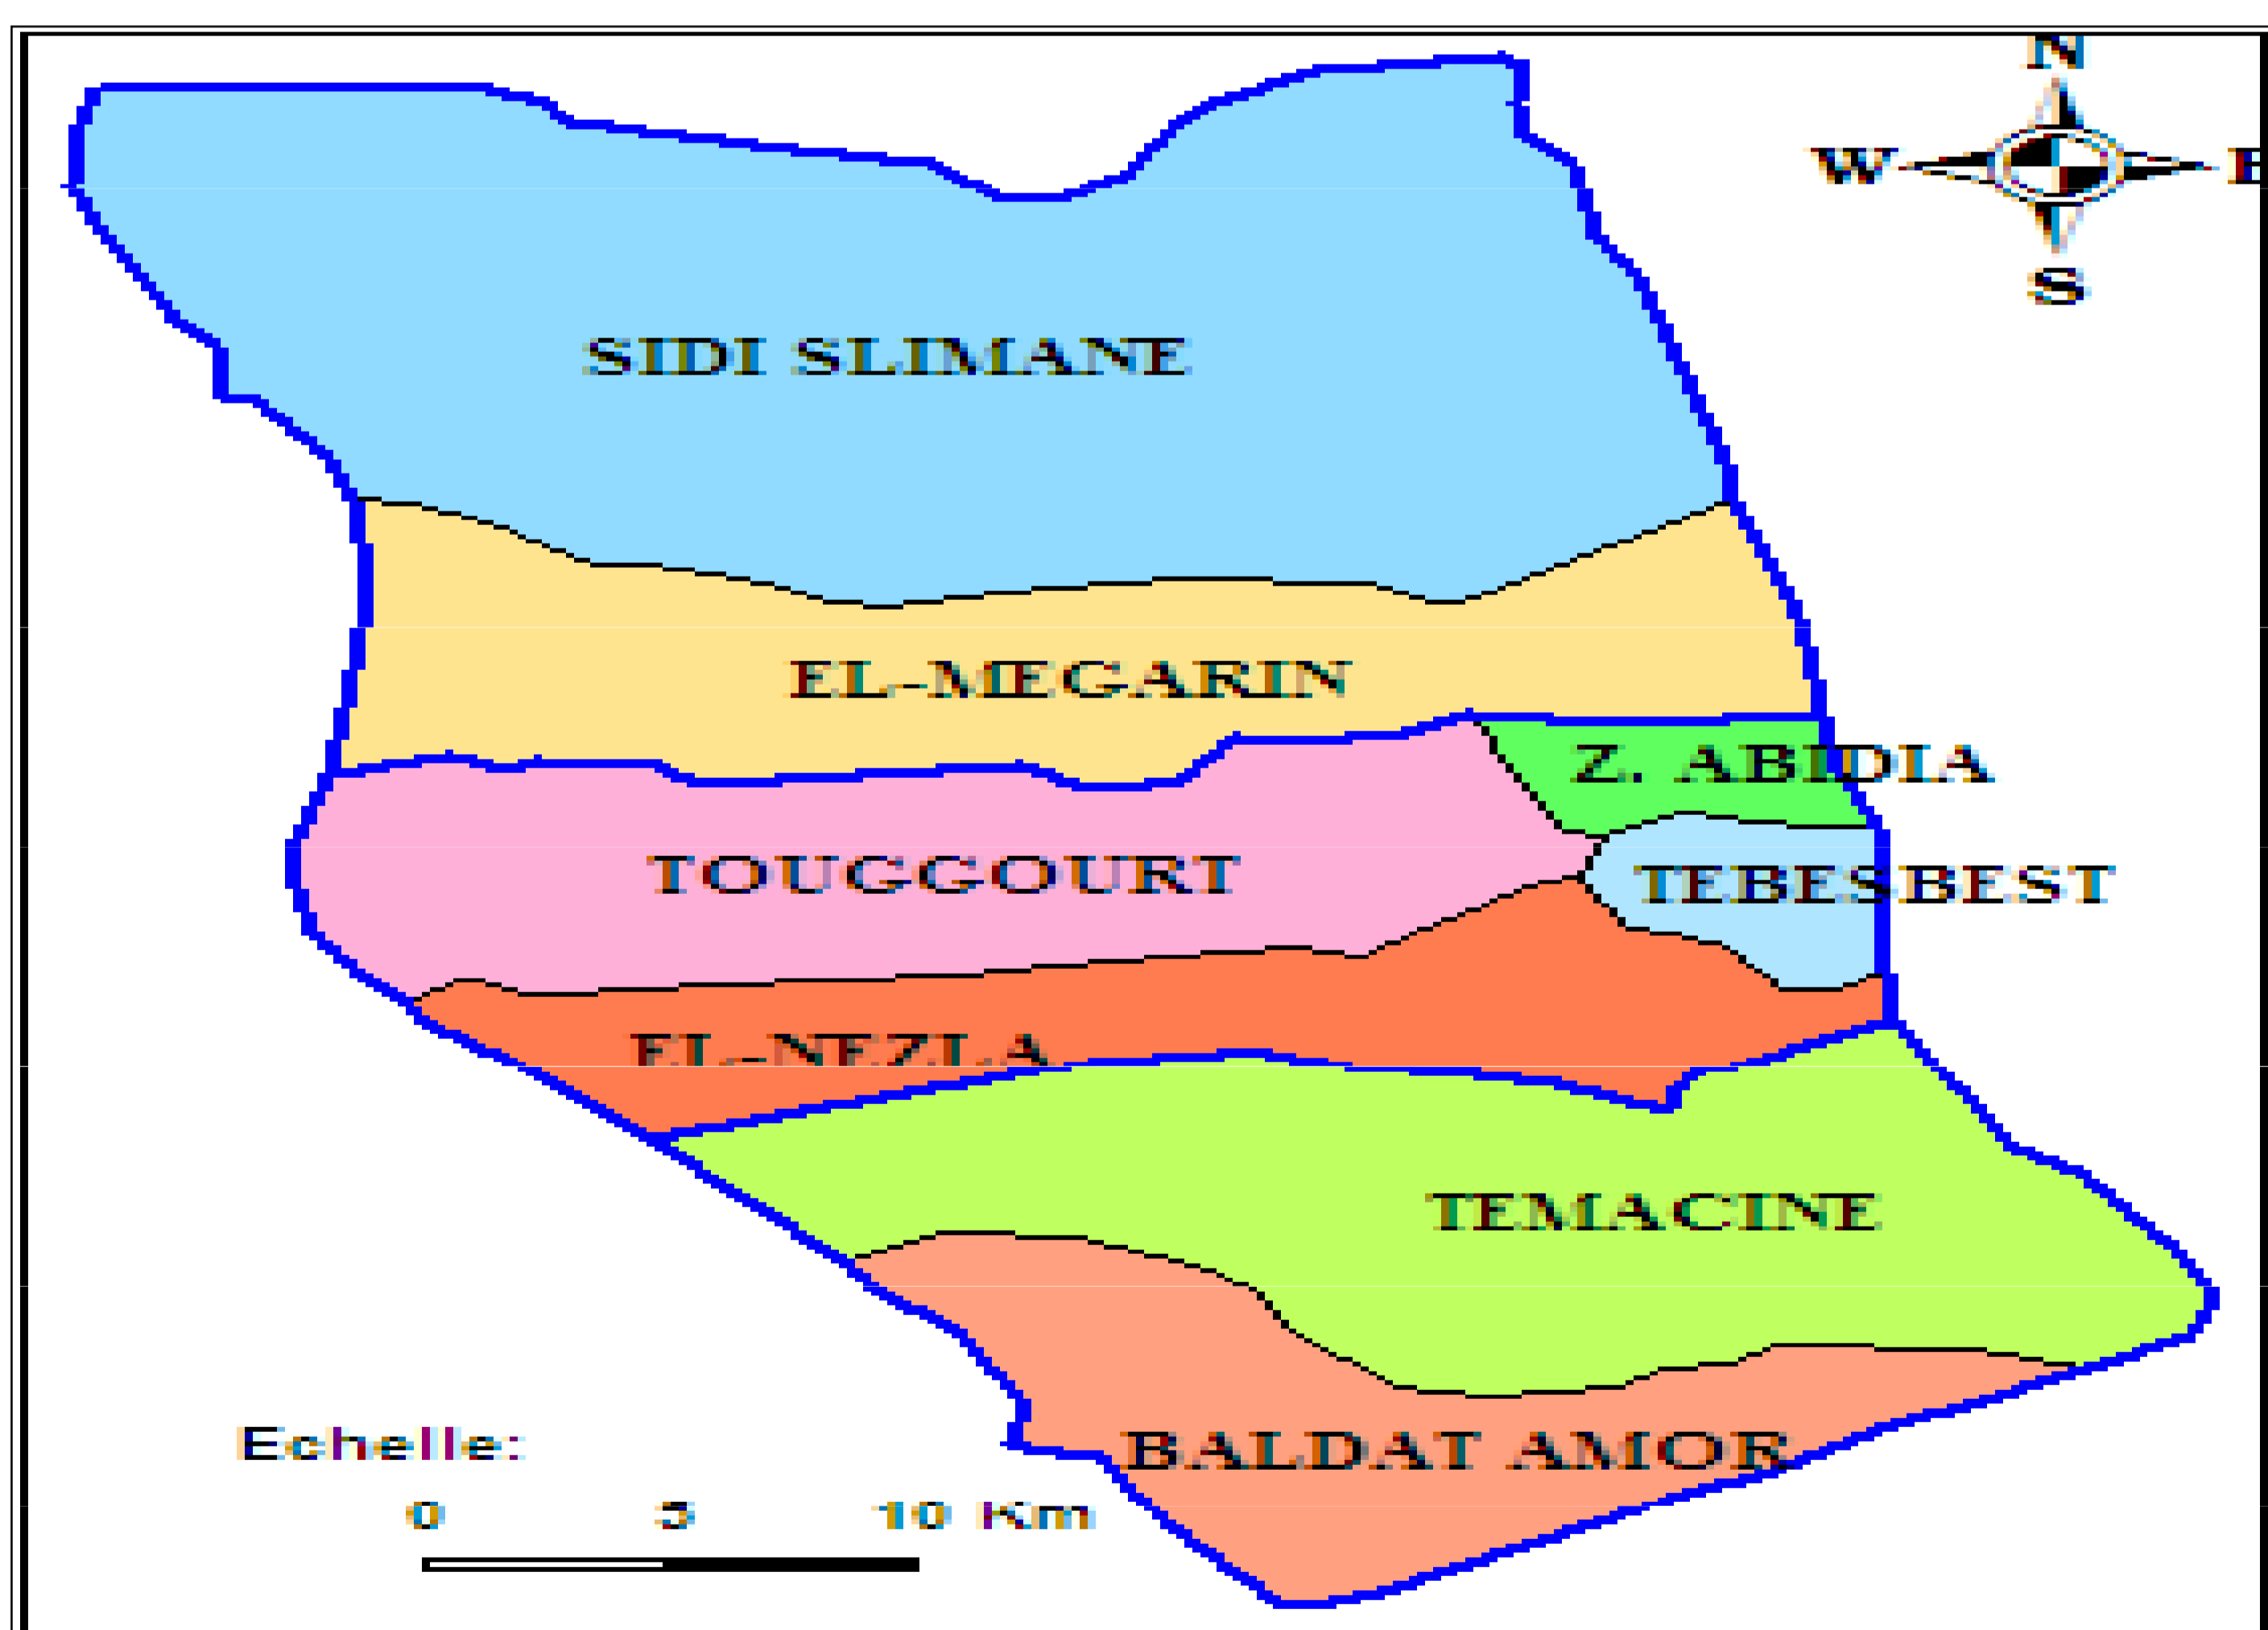 N
W E
S
SIDI SLIMANE
EL-MEGARIN
Z. ABIDIA
TOUGGOURT
TEBESBEST
EL-NEZLA
TEMACINE
BALDAT AMOR
Echelle:
0 5 10 Km